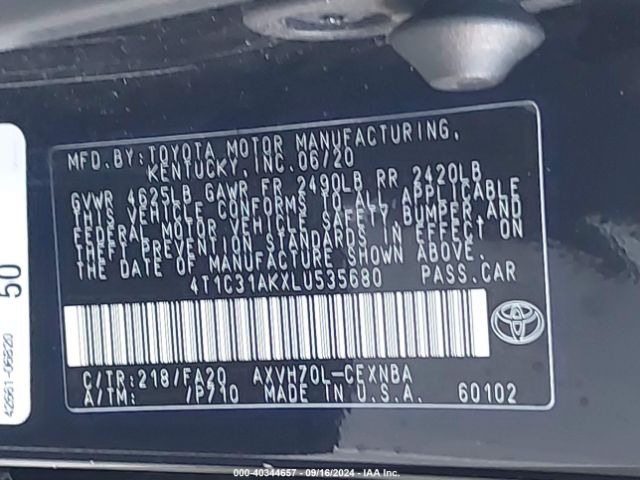 MFD. BY: TOYOTA MOTOR MANUFACTURING,
KENTUCKY, INC. 06/20
GVWR 4625LB GAWR FR 2490LB RR 2420LB
THIS VEHICLE CONFORMS TO ALL APPLICABLE
FEDERAL MOTOR VEHICLE SAFETY, BUMPER, AND
THEFT PREVENTION STANDARDS IN EFFECT ON
THE DATE OF MANUFACTURE SHOWN ABOVE.
4T1C31AKXLU535680 PASS.CAR
C/TR:218/FA20 AXVH70L-CEXNBA
A/TM: /P710 MADE IN U.S.A. 60102
50
42661-06820
000-40344657 - 09/16/2024 - IAA Inc.